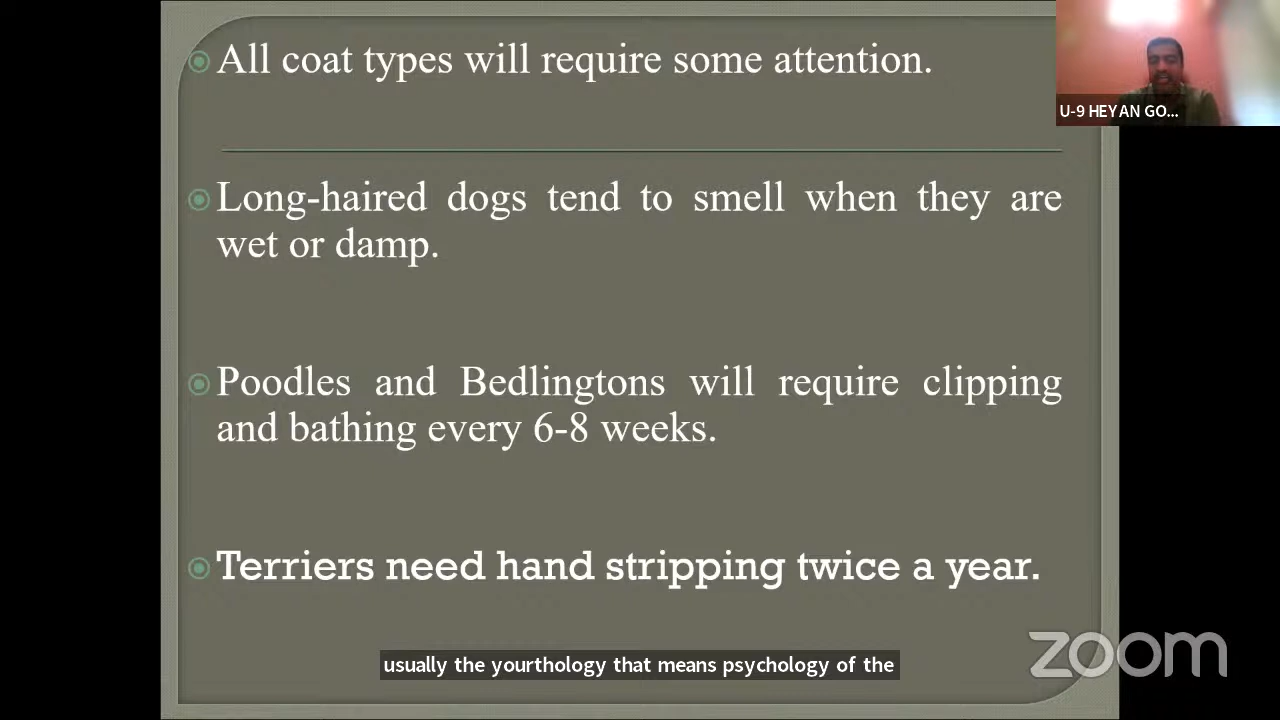 All coat types will require some attention.
U-9 HEYAN GO...
Long-haired dogs tend to smell when they are
wet or damp.
Poodles and Bedlingtons will require clipping
and bathing every 6-8 weeks.
Terriers need hand stripping twice a year.
usually the yourthology that means psychology of the
zoom